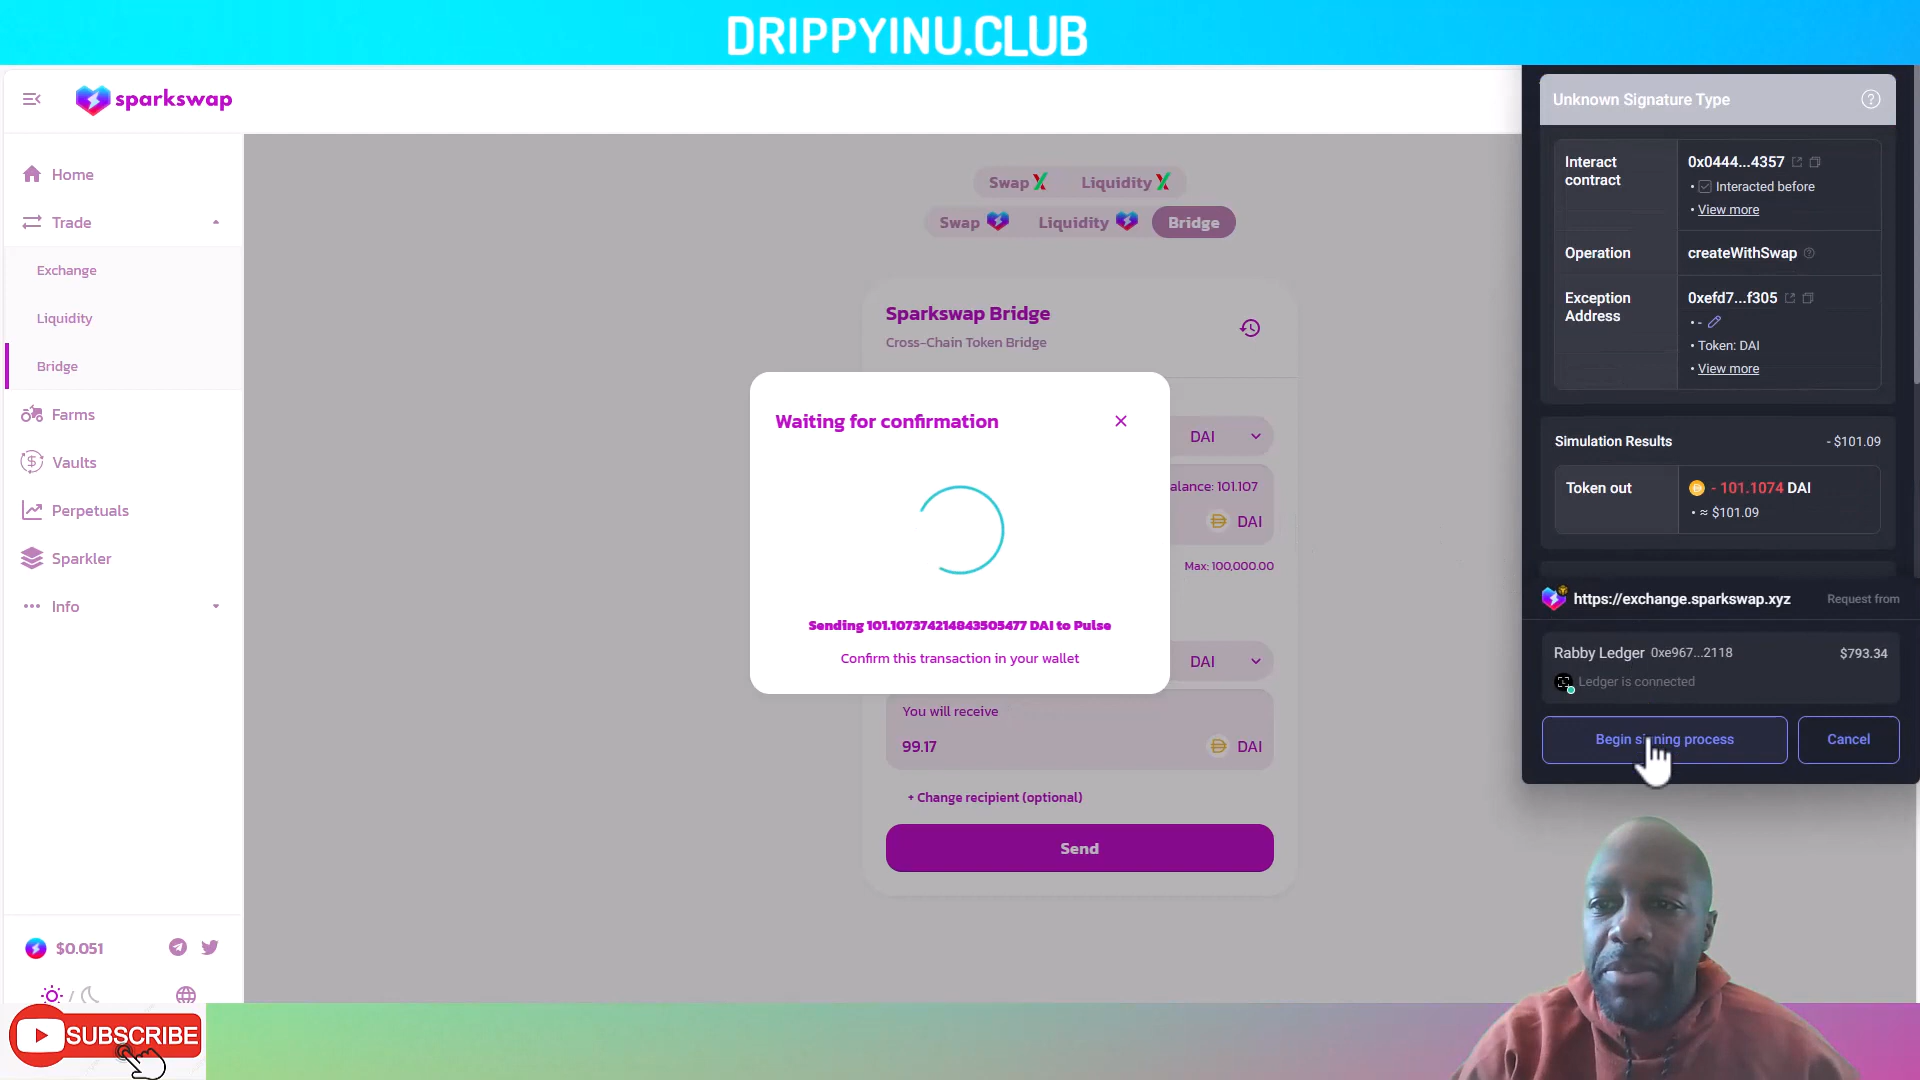 DRIPPYINU.CLUB
sparkswap
Home
Trade
Exchange
Liquidity
Bridge
Farms
Vaults
Perpetuals
Sparkler
Info
$0.051
/
SUBSCRIBE
Swap
Liquidity
Swap
Liquidity
Bridge
Sparkswap Bridge
Cross-Chain Token Bridge
DAI
alance: 101.107
DAI
Max: 100,000.00
Waiting for confirmation
Sending 101.107374214843505477 DAI to Pulse
Confirm this transaction in your wallet
DAI
You will receive
99.17
DAI
+ Change recipient (optional)
Send
Unknown Signature Type
?
Interact contract
0x0444...4357
• Interacted before
• View more
Operation
createWithSwap
Exception Address
0xefd7...f305
• -
• Token: DAI
• View more
Simulation Results
- $101.09
Token out
- 101.1074 DAI
• ≈ $101.09
https://exchange.sparkswap.xyz
Request from
Rabby Ledger 0xe967...2118
$793.34
Ledger is connected
Begin signing process
Cancel